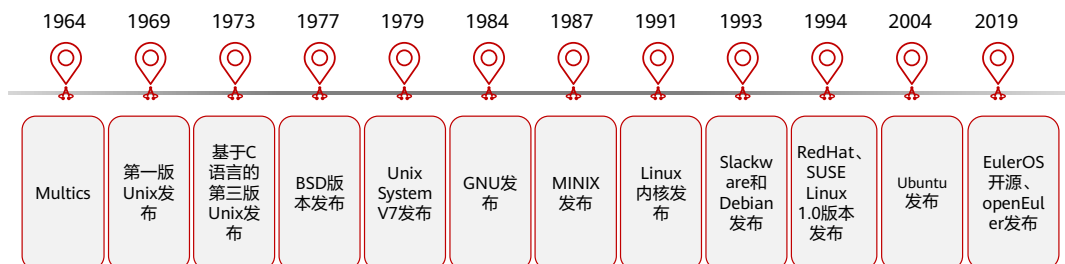 1964
1969
1973
1977
1979
1984
1987
1991
1993
1994
2004
2019
Multics
第一版
Unix发
布
基于C
语言的
第三版
Unix发
布
BSD版
本发布
Unix
System
V7发布
GNU发
布
MINIX
发布
Linux
内核发
布
Slackw
are和
Debian
发布
RedHat、
SUSE
Linux
1.0版本
发布
Ubuntu
发布
EulerOS
开源、
openEul
er发布